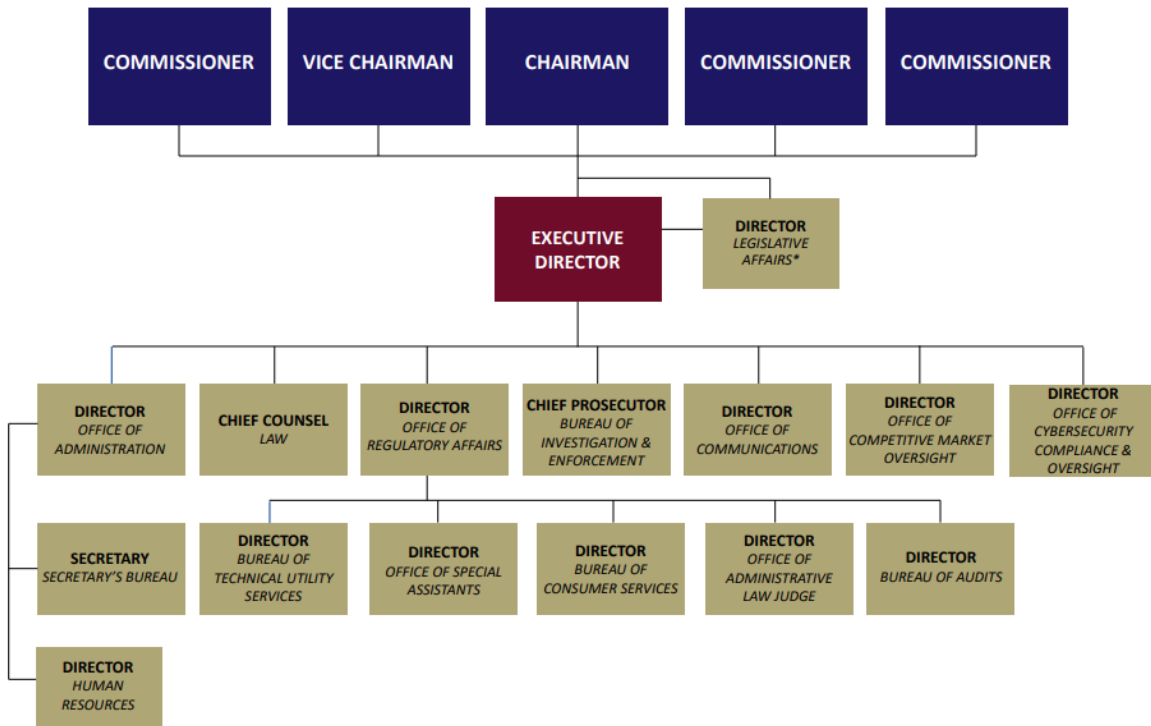 COMMISSIONER
VICE CHAIRMAN
CHAIRMAN
COMMISSIONER
COMMISSIONER
EXECUTIVE
DIRECTOR
DIRECTOR
LEGISLATIVE
AFFAIRS*
DIRECTOR
OFFICE OF
ADMINISTRATION
CHIEF COUNSEL
LAW
DIRECTOR
OFFICE OF
REGULATORY AFFAIRS
CHIEF PROSECUTOR
BUREAU OF
INVESTIGATION &
ENFORCEMENT
DIRECTOR
OFFICE OF
COMMUNICATIONS
DIRECTOR
OFFICE OF
COMPETITIVE MARKET
OVERSIGHT
DIRECTOR
OFFICE OF
CYBERSECURITY
COMPLIANCE &
OVERSIGHT
SECRETARY
SECRETARY'S BUREAU
DIRECTOR
BUREAU OF
TECHNICAL UTILITY
SERVICES
DIRECTOR
OFFICE OF SPECIAL
ASSISTANTS
DIRECTOR
BUREAU OF
CONSUMER SERVICES
DIRECTOR
OFFICE OF
ADMINISTRATIVE
LAW JUDGE
DIRECTOR
BUREAU OF AUDITS
DIRECTOR
HUMAN
RESOURCES